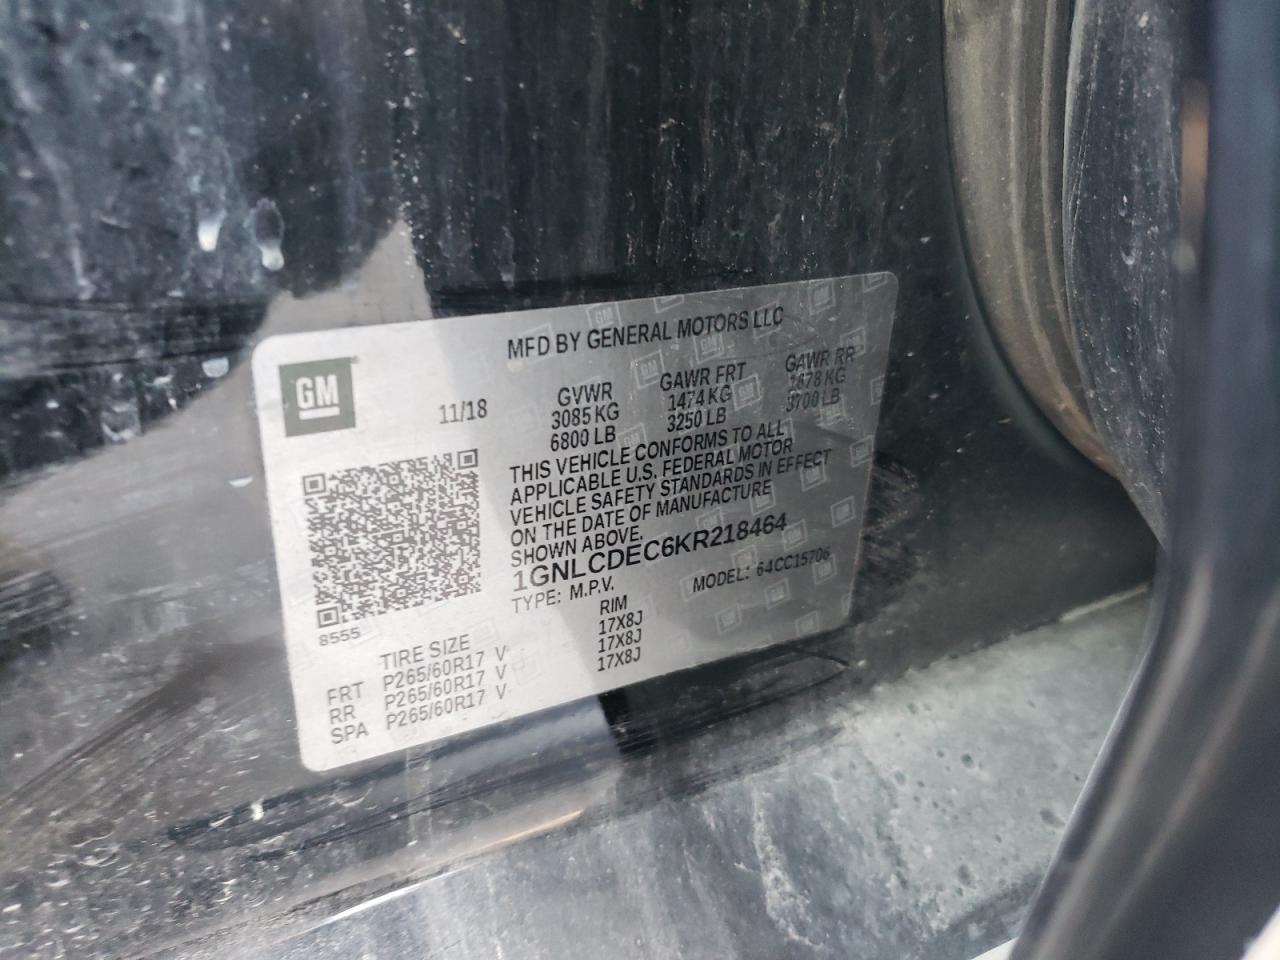 MFD BY GENERAL MOTORS LLC
GM
11/18
GVWR GAWR FRT GAWR RR
3085 KG 1474 KG 1678 KG
6800 LB 3250 LB 3700 LB
THIS VEHICLE CONFORMS TO ALL
APPLICABLE U.S. FEDERAL MOTOR
VEHICLE SAFETY STANDARDS IN EFFECT
ON THE DATE OF MANUFACTURE
SHOWN ABOVE.
1GNLCDEC6KR218464
TYPE: M.P.V. MODEL: 64CC15706
8555
TIRE SIZE RIM
FRT P265/60R17 V 17X8J
RR P265/60R17 V 17X8J
SPA P265/60R17 V 17X8J